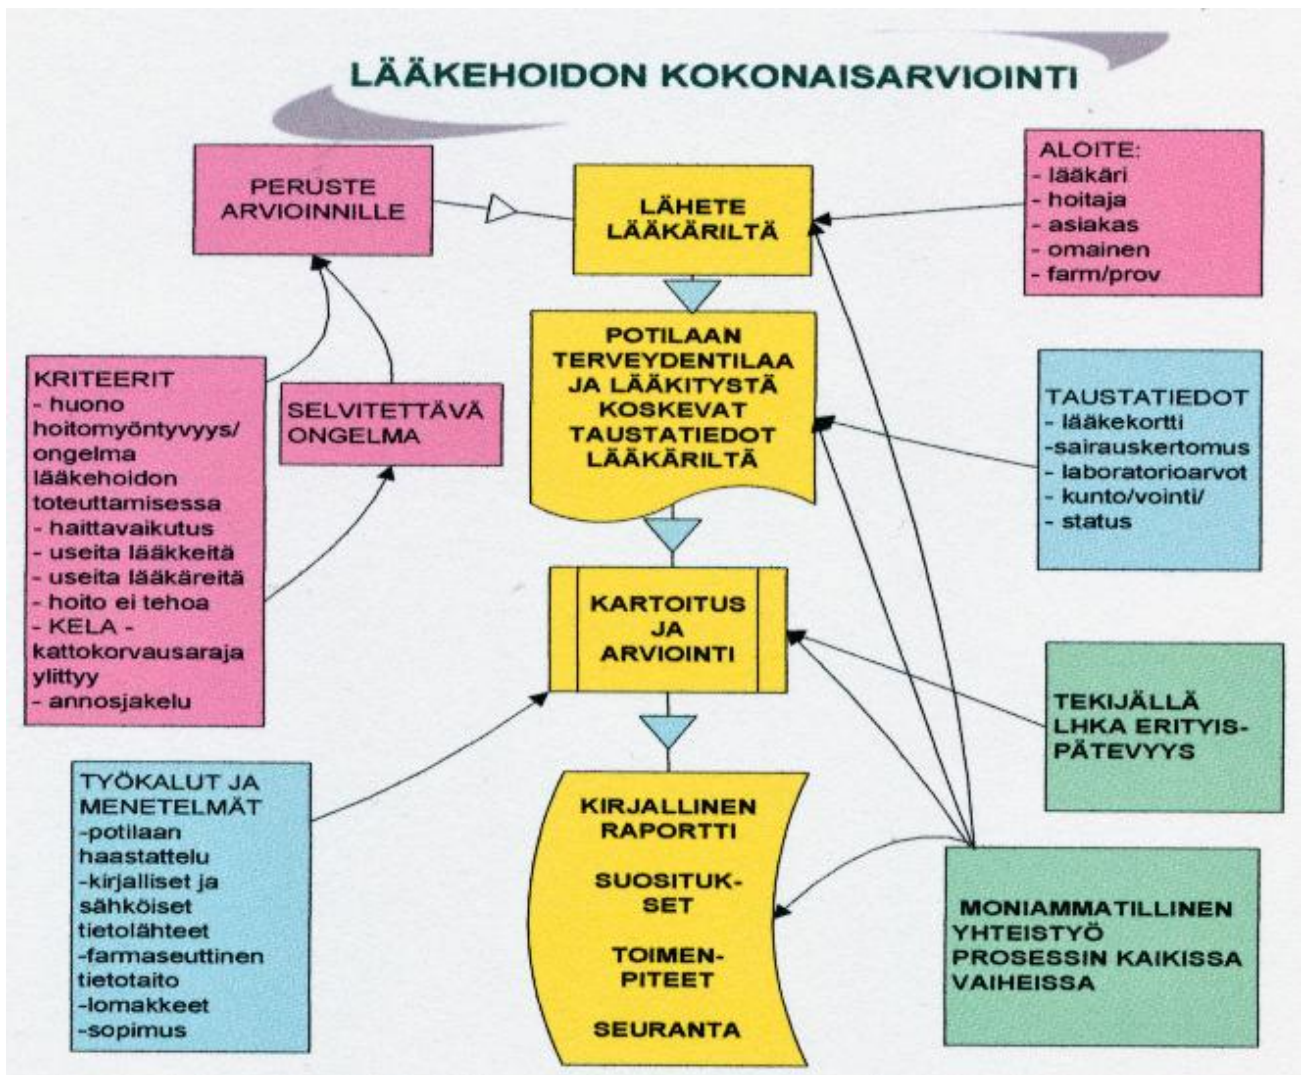 LÄÄKEHOIDON KOKONAISARVIOINTI
PERUSTE
ARVIOINNILLE
LÄHETE
LÄÄKÄRILTÄ
ALOITE:
- lääkäri
- hoitaja
- asiakas
- omainen
- farm/prov
KRITEERIT
- huono
hoitomyöntyvyys/
ongelma
lääkehoidon
toteuttamisessa
- haittavaikutus
- useita lääkkeitä
- useita lääkäreitä
- hoito ei tehoa
- KELA -
kattokorvausaraja
ylittyy
- annosjakelu
SELVITETTÄVÄ
ONGELMA
POTILAAN
TERVEYDENTILAA
JA LÄÄKITYSTÄ
KOSKEVAT
TAUSTATIEDOT
LÄÄKÄRILTÄ
TAUSTATIEDOT
- lääkekortti
-sairauskertomus
- laboratorioarvot
- kunto/vointi/
- status
KARTOITUS
JA
ARVIOINTI
TEKIJÄLLÄ
LHKA ERITYIS-
PÄTEVYYS
TYÖKALUT JA
MENETELMÄT
-potilaan
haastattelu
-kirjalliset ja
sähköiset
tietolähteet
-farmaseuttinen
tietotaito
-lomakkeet
-sopimus
KIRJALLINEN
RAPORTTI
SUOSITUK-
SET
TOIMEN-
PITEET
SEURANTA
MONIAMMATILLINEN
YHTEISTYÖ
PROSESSIN KAIKISSA
VAIHEISSA